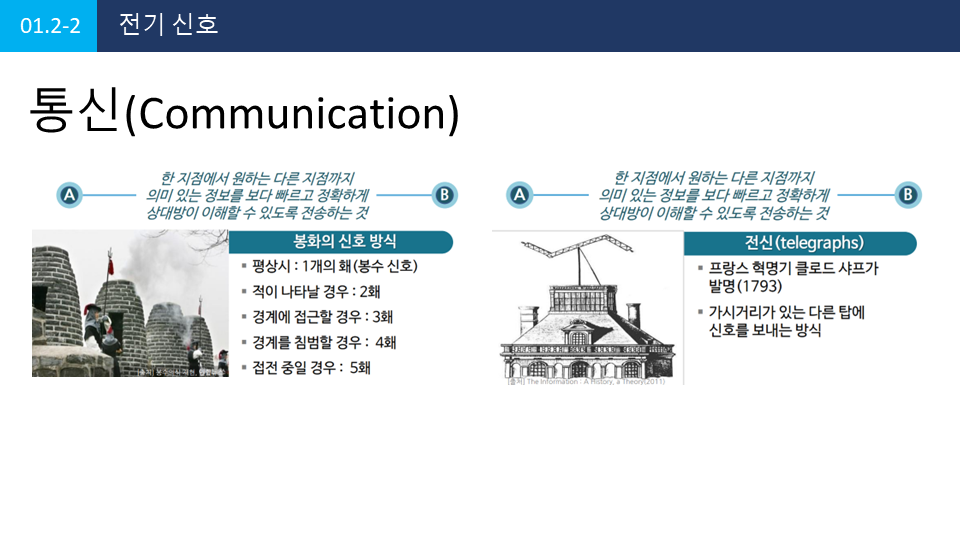 01.2-2
전기 신호
통신(Communication)
A
한 지점에서 원하는 다른 지점까지
의미 있는 정보를 보다 빠르고 정확하게
상대방이 이해할 수 있도록 전송하는 것
B
봉화의 신호 방식
▪ 평상시 : 1개의 홰(봉수 신호)
▪ 적이 나타날 경우 : 2홰
▪ 경계에 접근할 경우 : 3홰
▪ 경계를 침범할 경우 : 4홰
▪ 접전 중일 경우 : 5홰
[출처]
A
한 지점에서 원하는 다른 지점까지
의미 있는 정보를 보다 빠르고 정확하게
상대방이 이해할 수 있도록 전송하는 것
B
전신(telegraphs)
▪ 프랑스 혁명기 클로드 샤프가
발명(1793)
▪ 가시거리가 있는 다른 탑에
신호를 보내는 방식
[출처] The Information : A History, a Theory(2011)